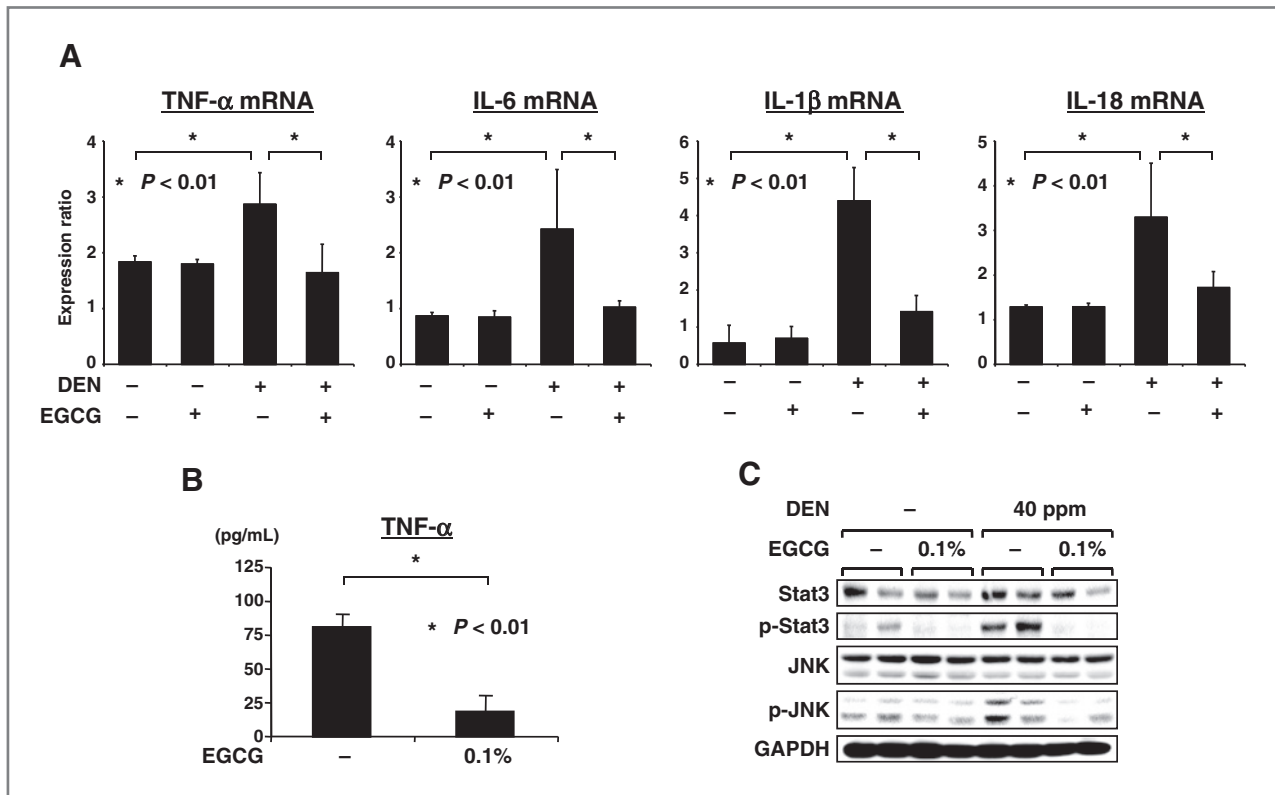 A
TNF-α mRNA
IL-6 mRNA
IL-1β mRNA
IL-18 mRNA
Expression ratio
4
3
2
1
0
*
*
* P < 0.01
4
3
2
1
0
*
*
* P < 0.01
6
5
4
3
2
1
0
*
*
* P < 0.01
5
4
3
2
1
0
*
*
* P < 0.01
DEN – – + + – – + + – – + + – – + +
EGCG – + – + – + – + – + – + – + – +
B
TNF-α
(pg/mL)
125
100
75
50
25
0
*
* P < 0.01
EGCG – 0.1%
C
DEN – 40 ppm
EGCG – 0.1% – 0.1%
Stat3
p-Stat3
JNK
p-JNK
GAPDH